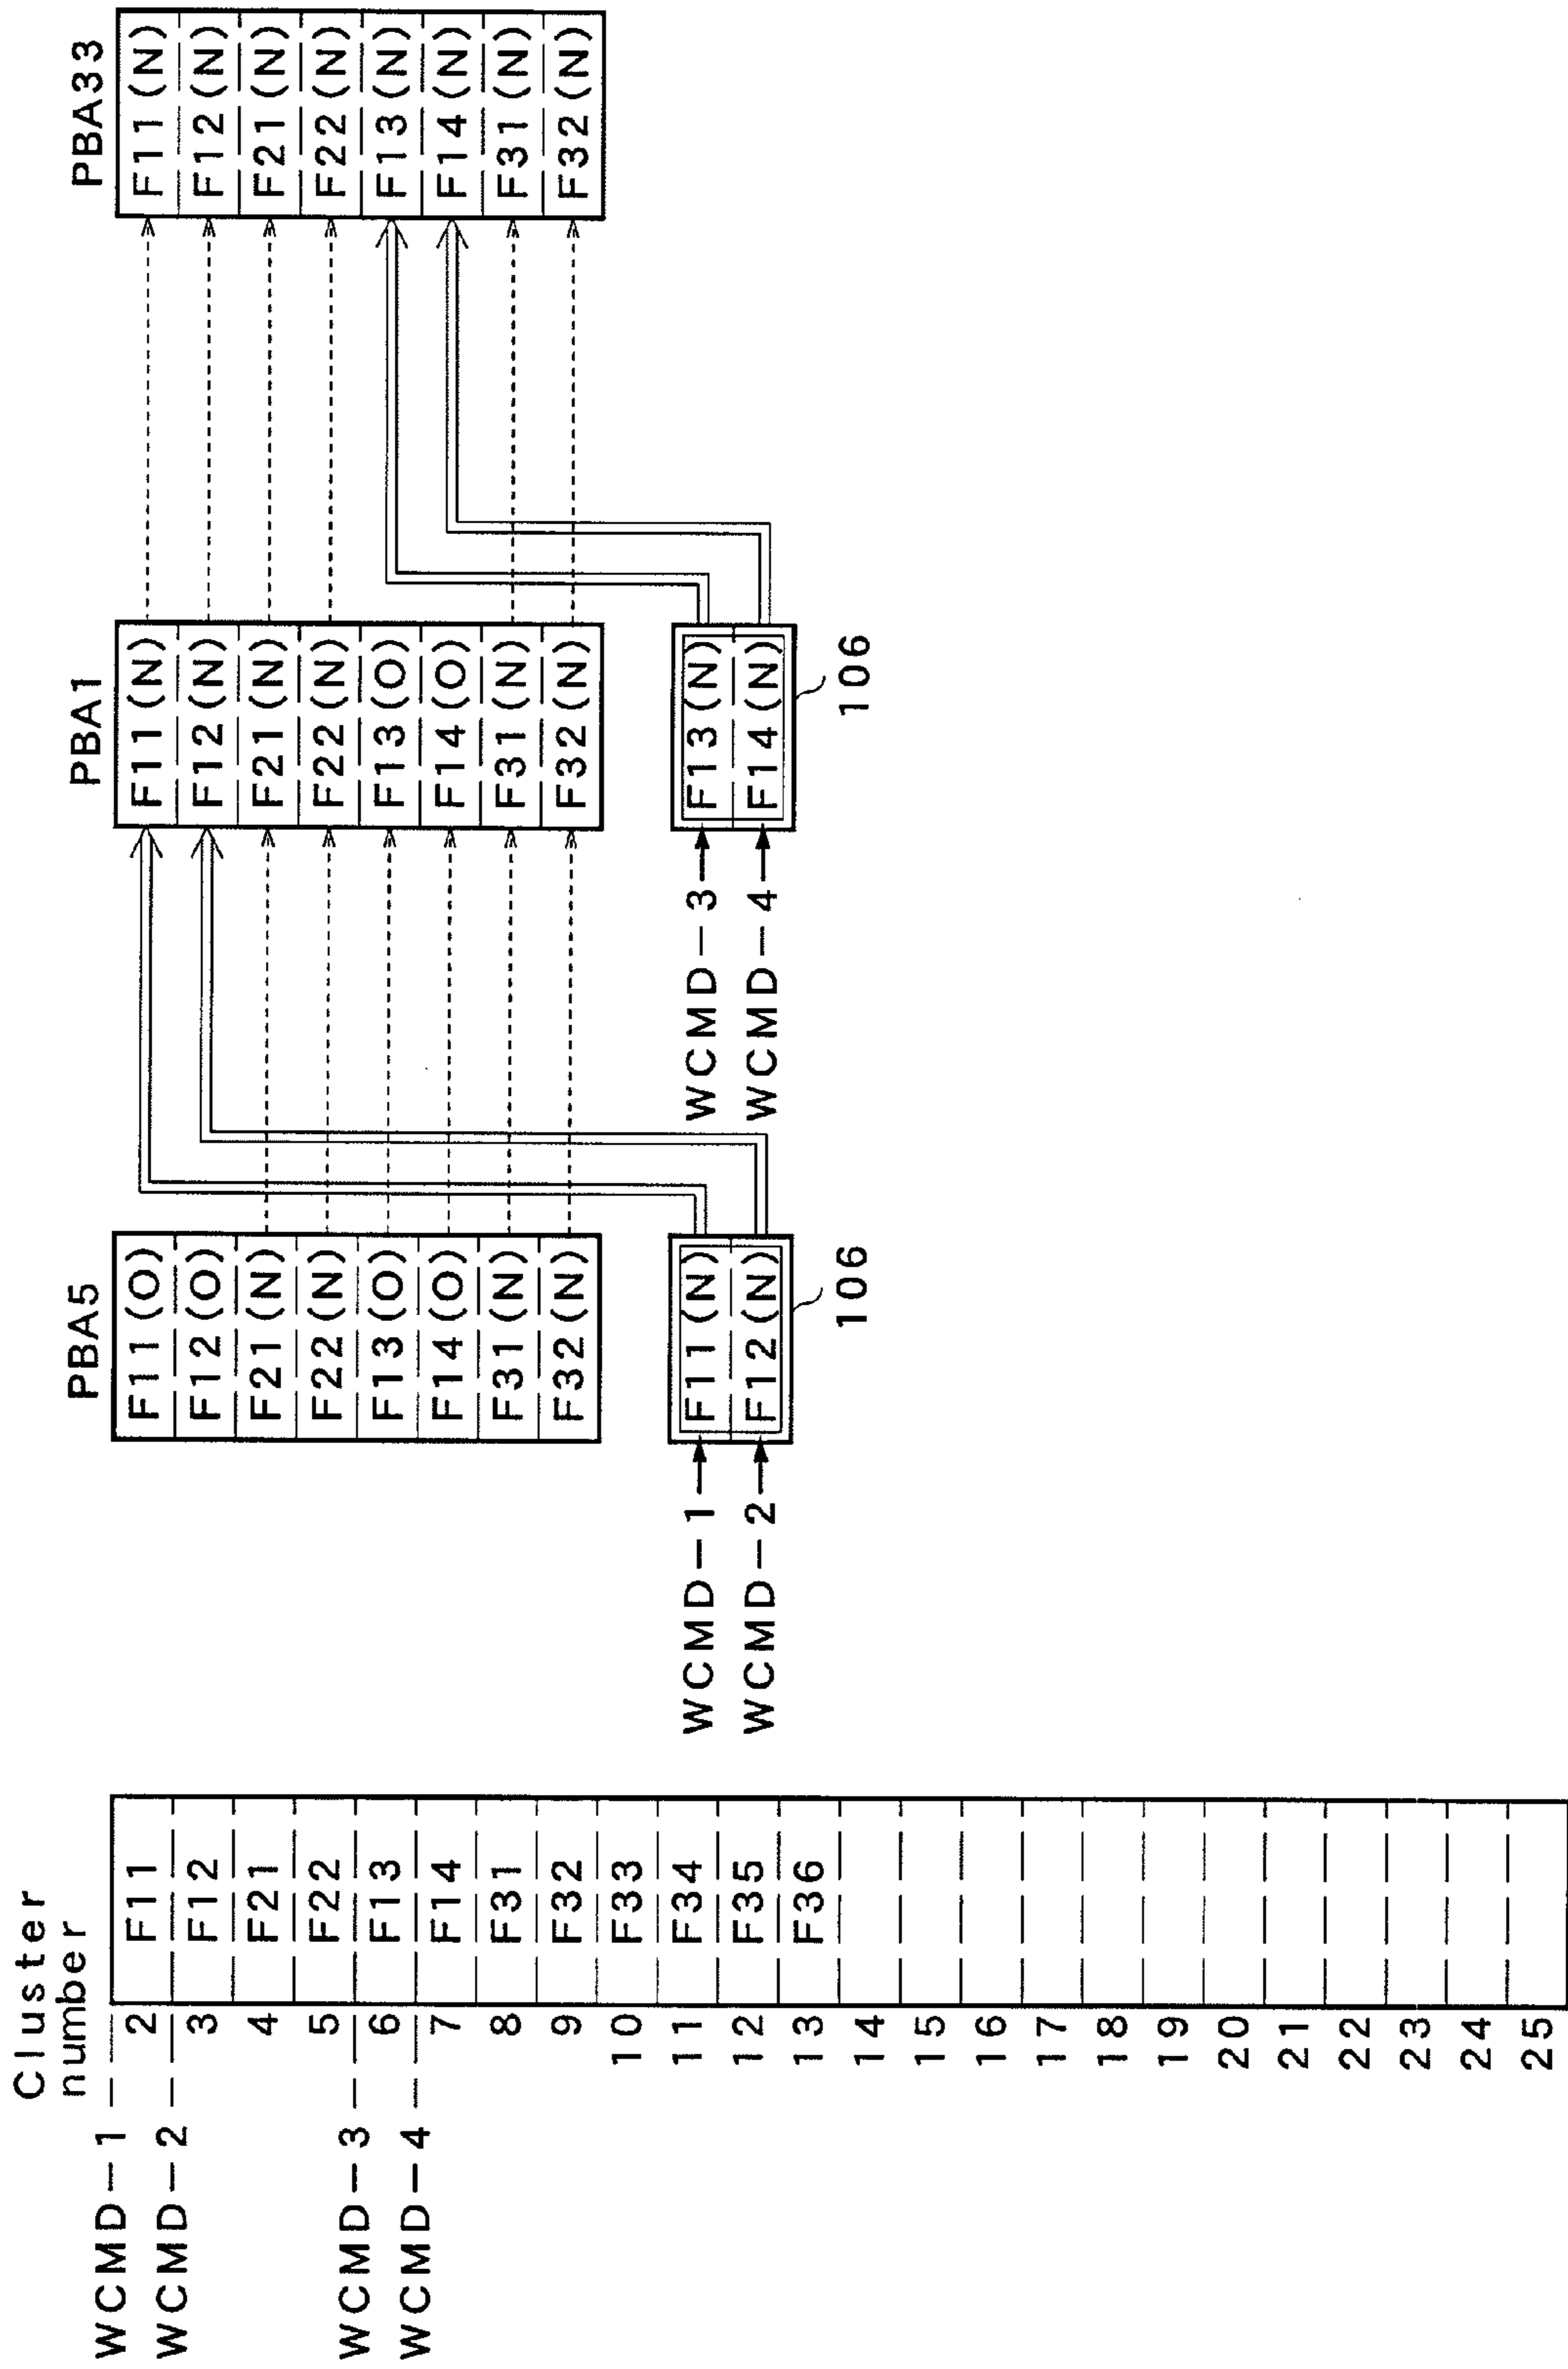 Cluster
number
WCMD-1
WCMD-2
WCMD-3
WCMD-4
2 F11
3 F12
4 F21
5 F22
6 F13
7 F14
8 F31
9 F32
10 F33
11 F34
12 F35
13 F36
14
15
16
17
18
19
20
21
22
23
24
25
PBA5
F11(O)
F12(O)
F21(N)
F22(N)
F13(O)
F14(O)
F31(N)
F32(N)
WCMD-1 F11(N)
WCMD-2 F12(N)
106
PBA1
F11(N)
F12(N)
F21(N)
F22(N)
F13(O)
F14(O)
F31(N)
F32(N)
WCMD-3 F13(N)
WCMD-4 F14(N)
106
PBA33
F11(N)
F12(N)
F21(N)
F22(N)
F13(N)
F14(N)
F31(N)
F32(N)